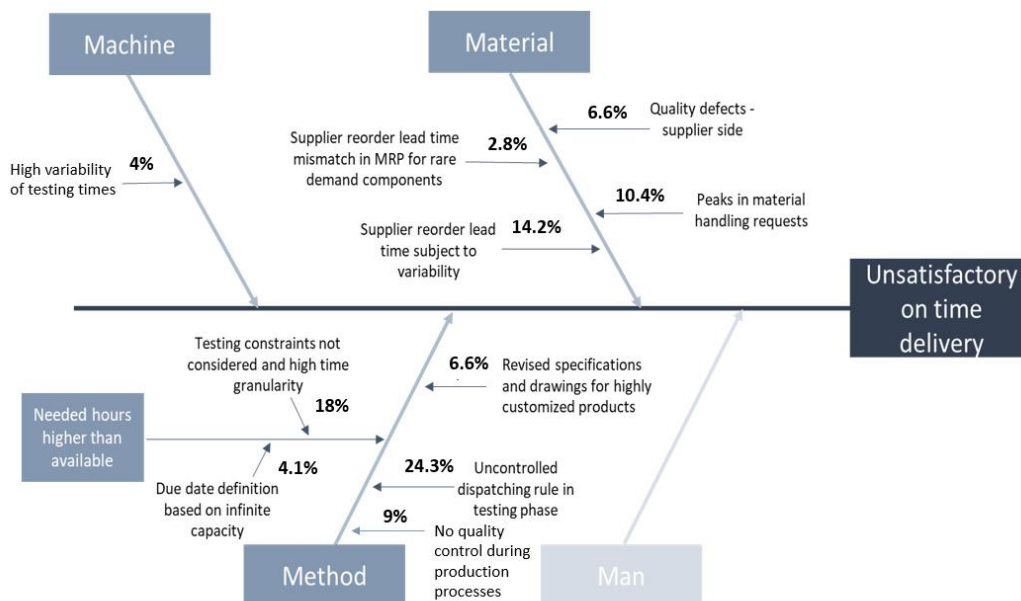 Machine
Material
6.6%
Quality defects -
supplier side
Supplier reorder lead time
mismatch in MRP for rare
demand components
2.8%
High variability
of testing times
4%
10.4%
Peaks in material
handling requests
Supplier reorder lead
time subject to
variability
14.2%
Unsatisfactory
on time
delivery
Testing constraints not
considered and high time
granularity
18%
6.6%
Revised specifications
and drawings for highly
customized products
Needed hours
higher than
available
4.1%
Due date definition
based on infinite
capacity
24.3%
Uncontrolled
dispatching rule in
testing phase
9%
No quality
control during
production
processes
Method
Man